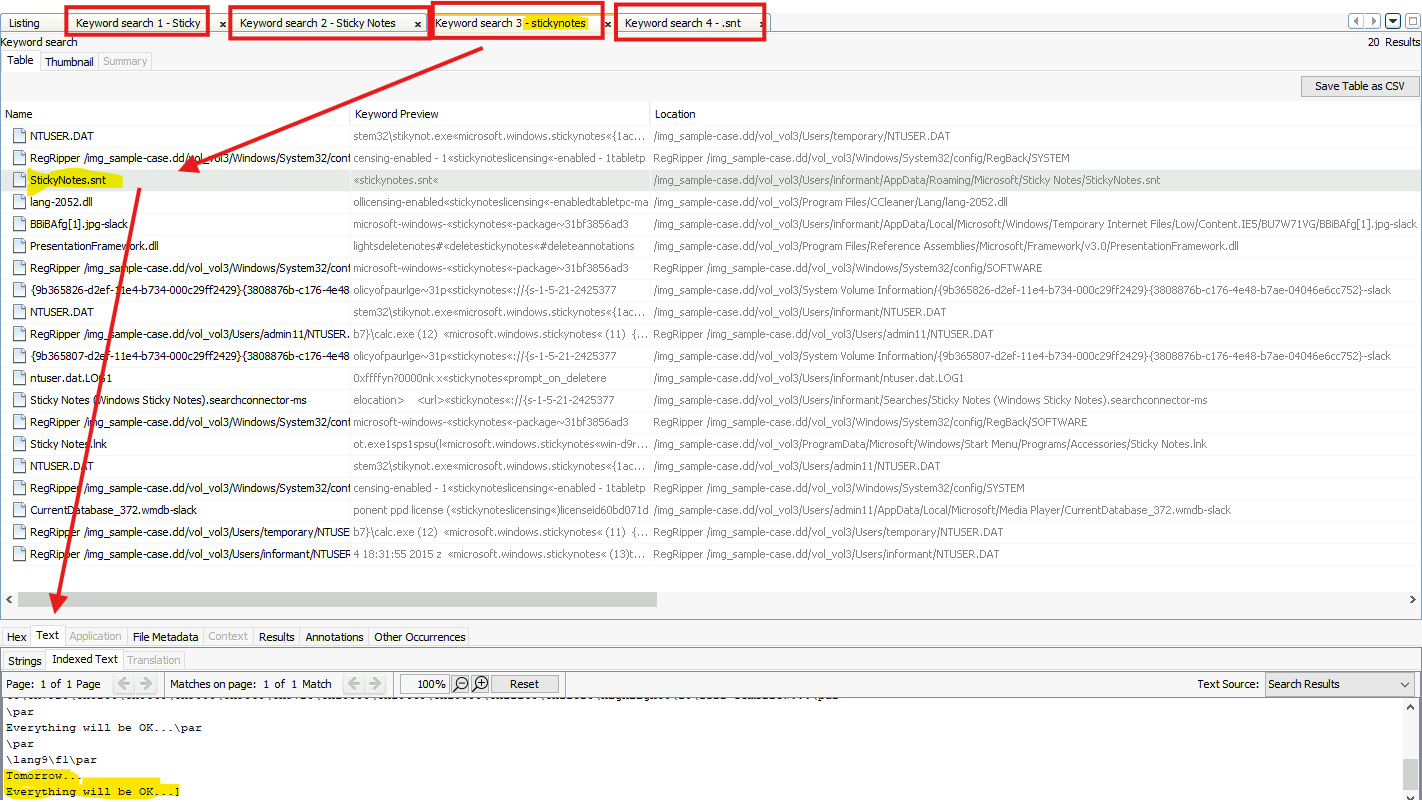 Listing
Keyword search 1 - Sticky ×
Keyword search 2 - Sticky Notes ×
Keyword search 3 - stickynotes ×
Keyword search 4 - .snt ×
Keyword search
20 Results
Table Thumbnail Summary
Save Table as CSV
Name Keyword Preview Location
NTUSER.DAT stem32\stikynot.exe«microsoft.windows.stickynotes«{1ac... /img_sample-case.dd/vol_vol3/Users/temporary/NTUSER.DAT
RegRipper /img_sample-case.dd/vol_vol3/Windows/System32/conf censing-enabled - 1«stickynoteslicensing«-enabled - 1tabletp RegRipper /img_sample-case.dd/vol_vol3/Windows/System32/config/RegBack/SYSTEM
StickyNotes.snt «stickynotes.snt« /img_sample-case.dd/vol_vol3/Users/informant/AppData/Roaming/Microsoft/Sticky Notes/StickyNotes.snt
lang-2052.dll ollicensing-enabled«stickynoteslicensing«-enabledtabletpc-ma /img_sample-case.dd/vol_vol3/Program Files/CCleaner/Lang/lang-2052.dll
BBiBAfg[1].jpg-slack microsoft-windows-«stickynotes«-package~31bf3856ad3 /img_sample-case.dd/vol_vol3/Users/informant/AppData/Local/Microsoft/Windows/Temporary Internet Files/Low/Content.IE5/BU7W71VG/BBiBAfg[1].jpg-slack
PresentationFramework.dll lightsdeletenotes#«deletestickynotes«#deleteannotations /img_sample-case.dd/vol_vol3/Program Files/Reference Assemblies/Microsoft/Framework/v3.0/PresentationFramework.dll
RegRipper /img_sample-case.dd/vol_vol3/Windows/System32/conf microsoft-windows-«stickynotes«-package~31bf3856ad3 RegRipper /img_sample-case.dd/vol_vol3/Windows/System32/config/SOFTWARE
{9b365826-d2ef-11e4-b734-000c29ff2429}{3808876b-c176-4e48 olicyofpaurlge~31p«stickynotes«://{s-1-5-21-2425377 /img_sample-case.dd/vol_vol3/System Volume Information/{9b365826-d2ef-11e4-b734-000c29ff2429}{3808876b-c176-4e48-b7ae-04046e6cc752}-slack
NTUSER.DAT stem32\stikynot.exe«microsoft.windows.stickynotes«{1ac... /img_sample-case.dd/vol_vol3/Users/informant/NTUSER.DAT
RegRipper /img_sample-case.dd/vol_vol3/Users/admin11/NTUSER. b7}\calc.exe (12) «microsoft.windows.stickynotes« (11) {... RegRipper /img_sample-case.dd/vol_vol3/Users/admin11/NTUSER.DAT
{9b365807-d2ef-11e4-b734-000c29ff2429}{3808876b-c176-4e48 olicyofpaurlge~31p«stickynotes«://{s-1-5-21-2425377 /img_sample-case.dd/vol_vol3/System Volume Information/{9b365807-d2ef-11e4-b734-000c29ff2429}{3808876b-c176-4e48-b7ae-04046e6cc752}-slack
ntuser.dat.LOG1 0xffffyn?0000nk x«stickynotes«prompt_on_deletere /img_sample-case.dd/vol_vol3/Users/informant/ntuser.dat.LOG1
Sticky Notes (Windows Sticky Notes).searchconnector-ms elocation> <url><stickynotes«://{s-1-5-21-2425377 /img_sample-case.dd/vol_vol3/Users/informant/Searches/Sticky Notes (Windows Sticky Notes).searchconnector-ms
RegRipper /img_sample-case.dd/vol_vol3/Windows/System32/conf microsoft-windows-«stickynotes«-package~31bf3856ad3 RegRipper /img_sample-case.dd/vol_vol3/Windows/System32/config/RegBack/SOFTWARE
Sticky Notes.lnk ot.exe1sps1spsu(l«microsoft.windows.stickynotes«win-d9r... /img_sample-case.dd/vol_vol3/ProgramData/Microsoft/Windows/Start Menu/Programs/Accessories/Sticky Notes.lnk
NTUSER.DAT stem32\stikynot.exe«microsoft.windows.stickynotes«{1ac... /img_sample-case.dd/vol_vol3/Users/admin11/NTUSER.DAT
RegRipper /img_sample-case.dd/vol_vol3/Windows/System32/conf censing-enabled - 1«stickynoteslicensing«-enabled - 1tabletp RegRipper /img_sample-case.dd/vol_vol3/Windows/System32/config/SYSTEM
CurrentDatabase_372.wmdb-slack ponent ppd license («stickynoteslicensing«)licenseid60bd071d /img_sample-case.dd/vol_vol3/Users/admin11/AppData/Local/Microsoft/Media Player/CurrentDatabase_372.wmdb-slack
RegRipper /img_sample-case.dd/vol_vol3/Users/temporary/NTUSE b7}\calc.exe (12) «microsoft.windows.stickynotes« (11) {... RegRipper /img_sample-case.dd/vol_vol3/Users/temporary/NTUSER.DAT
RegRipper /img_sample-case.dd/vol_vol3/Users/informant/NTUSER 4 18:31:55 2015 z «microsoft.windows.stickynotes« (13)t... RegRipper /img_sample-case.dd/vol_vol3/Users/informant/NTUSER.DAT
Hex Text Application File Metadata Context Results Annotations Other Occurrences
Strings Indexed Text Translation
Page: 1 of 1 Page Matches on page: 1 of 1 Match 100% Reset Text Source: Search Results
\par
Everything will be OK...\par
\par
\lang9\f1\par
Tomorrow...
Everything will be OK...]